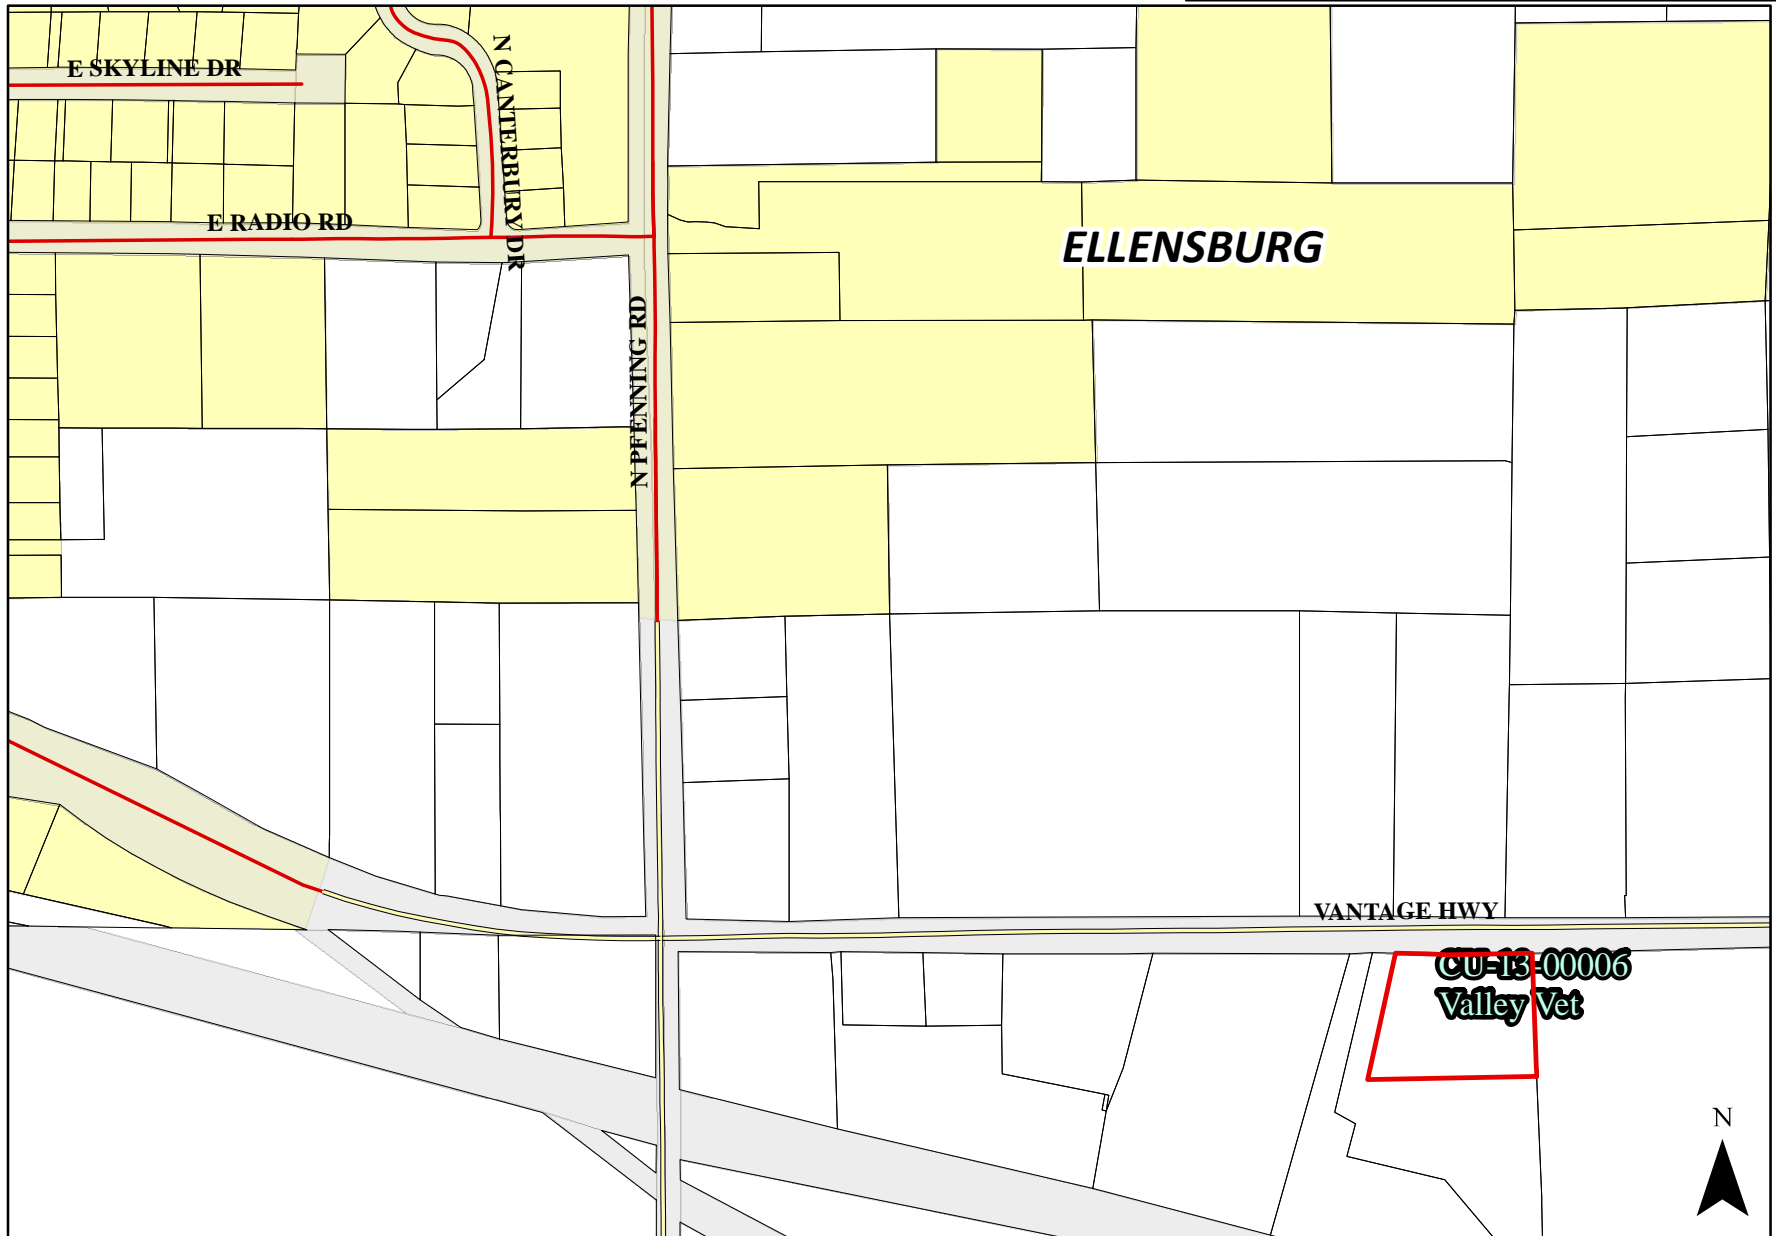 E SKYLINE DR
N CANTERBURY DR
E RADIO RD
ELLENSBURG
N PFENNING RD
VANTAGE HWY
CU-13-00006
Valley Vet
N